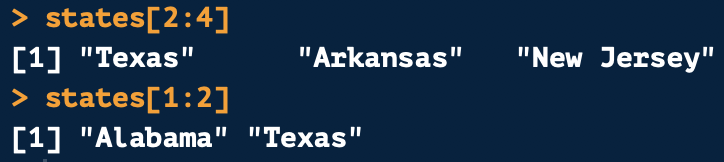 > states[2:4]
[1] "Texas"      "Arkansas"   "New Jersey"
> states[1:2]
[1] "Alabama" "Texas"